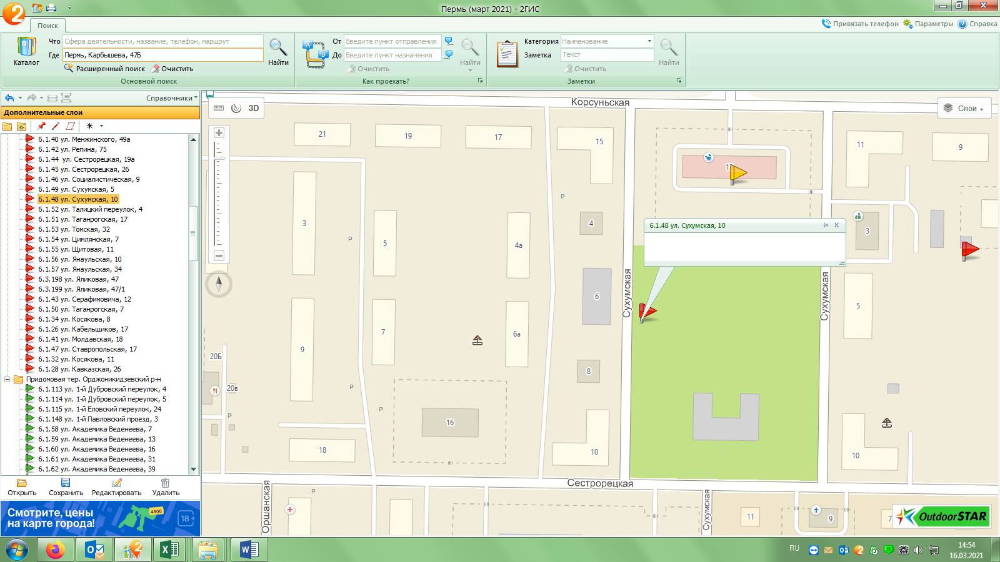 Пермь (март 2021) - 2ГИС
Поиск
Привязать телефон
Параметры
Справка
Каталог
Что
Сфера деятельности, название, телефон, маршрут
Где
Пермь, Карбышева, 47Б
Расширенный поиск
Очистить
Найти
Основной поиск
От
Введите пункт отправления
До
Введите пункт назначения
Очистить
Найти
Как проехать?
Категория
Наименование
Заметка
Текст
Очистить
Найти
Заметки
Справочники
Дополнительные слои
6.1.40 ул. Менжинского, 49а
6.1.42 ул. Репина, 75
6.1.44 ул. Сестрорецкая, 19а
6.1.45 ул. Сестрорецкая, 26
6.1.46 ул. Социалистическая, 9
6.1.49 ул. Сухумская, 5
6.1.48 ул. Сухумская, 10
6.1.52 ул. Талицкий переулок, 4
6.1.51 ул. Таганрогская, 17
6.1.53 ул. Томская, 32
6.1.54 ул. Цимлянская, 7
6.1.55 ул. Щитовая, 11
6.1.56 ул. Янаульская, 10
6.1.57 ул. Янаульская, 34
6.3.198 ул. Яликовая, 47
6.3.199 ул. Яликовая, 47/1
6.1.43 ул. Серафимовича, 12
6.1.50 ул. Таганрогская, 7
6.1.34 ул. Косякова, 8
6.1.26 ул. Кабельщиков, 17
6.1.41 ул. Молдавская, 18
6.1.47 ул. Ставропольская, 17
6.1.32 ул. Косякова, 11
6.1.28 ул. Кавказская, 26
Придомовая тер. Орджоникидзевский р-н
6.1.113 ул. 1-й Дубровский переулок, 4
6.1.114 ул. 1-й Дубровский переулок, 5
6.1.115 ул. 1-й Еловский переулок, 24
6.1.148 ул. 1-й Павловский проезд, 3
6.1.58 ул. Академика Веденеева, 7
6.1.59 ул. Академика Веденеева, 13
6.1.60 ул. Академика Веденеева, 16
6.1.61 ул. Академика Веденеева, 31
6.1.62 ул. Академика Веденеева, 39
Открыть
Сохранить
Редактировать
Удалить
Смотрите, цены
на карте города!
4900
18+
3D
Слои
Корсуньская
21
19
17
15
11
9
3
5
4а
4
3
6.1.48 ул. Сухумская, 10
Сухумская
Сухумская
6
5
9
7
6а
8
20Б
20в
16
18
10
10
P
P
P
P
P
Сестрорецкая
Оршанская
Сухумская
11
9
7
OutdoorSTAR
RU
14:54
16.03.2021